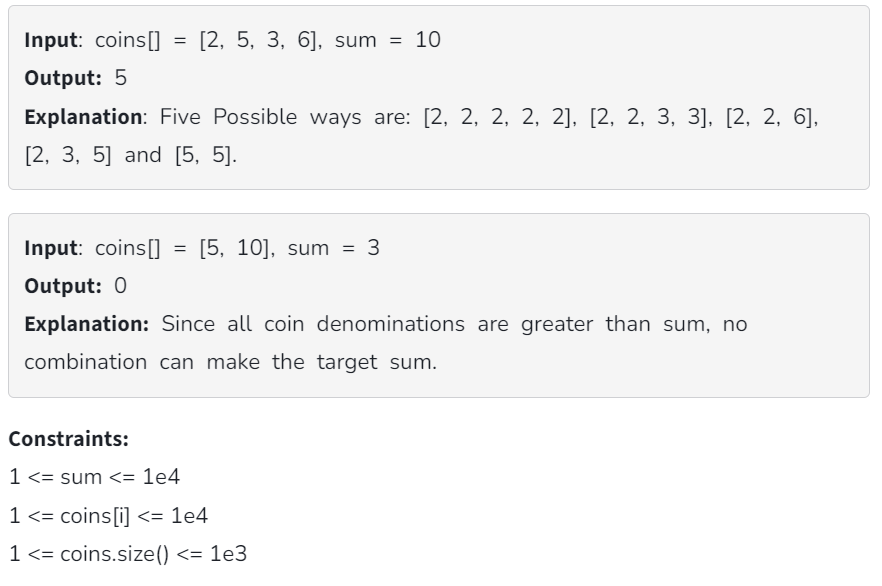 Input: coins[] = [2, 5, 3, 6], sum = 10
Output: 5
Explanation: Five Possible ways are: [2, 2, 2, 2, 2], [2, 2, 3, 3], [2, 2, 6],
[2, 3, 5] and [5, 5].
Input: coins[] = [5, 10], sum = 3
Output: 0
Explanation: Since all coin denominations are greater than sum, no
combination can make the target sum.
Constraints:
1 <= sum <= 1e4
1 <= coins[i] <= 1e4
1 <= coins.size() <= 1e3